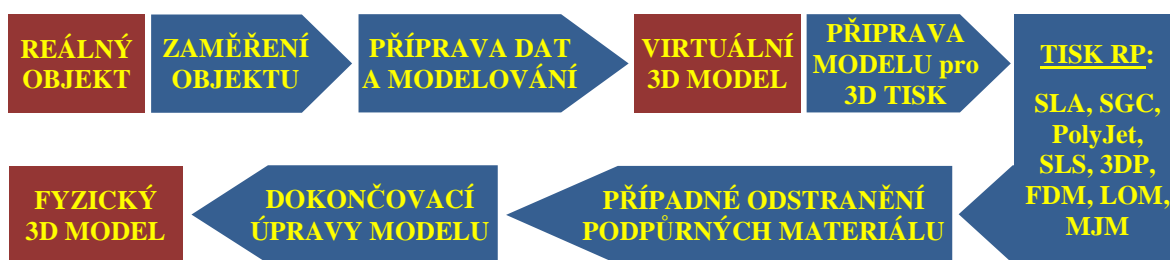 REÁLNÝ
OBJEKT
ZAMĚŘENÍ
OBJEKTU
PŘÍPRAVA DAT
A MODELOVÁNÍ
VIRTUÁLNÍ
3D MODEL
PŘIPRAVA
MODELU pro
3D TISK
TISK RP:
SLA, SGC,
PolyJet,
SLS, 3DP,
FDM, LOM,
MJM
PŘÍPADNÉ ODSTRANĚNÍ
PODPŮRNÝCH MATERIÁLU
DOKONČOVACÍ
ÚPRAVY MODELU
FYZICKÝ
3D MODEL